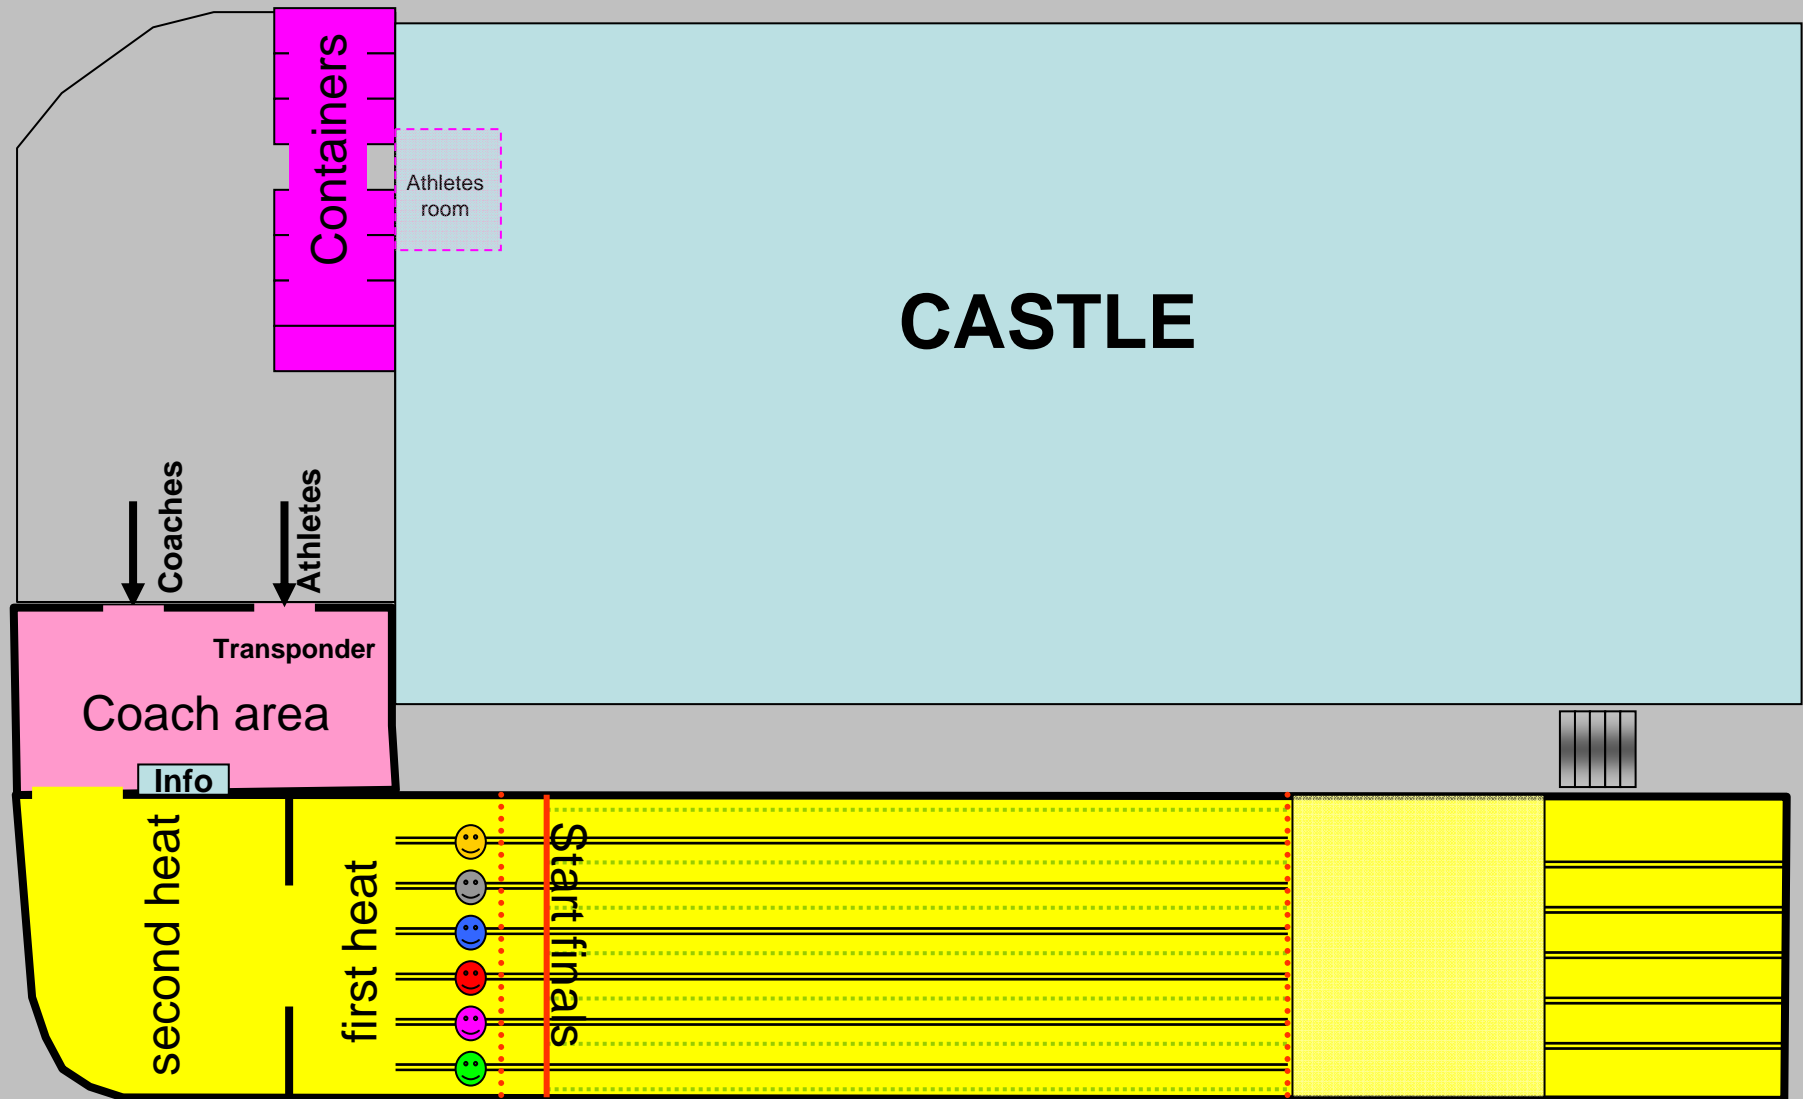 Containers
Athletes
room
CASTLE
Coaches
Athletes
Transponder
Coach area
Info
second heat
first heat
Start finals